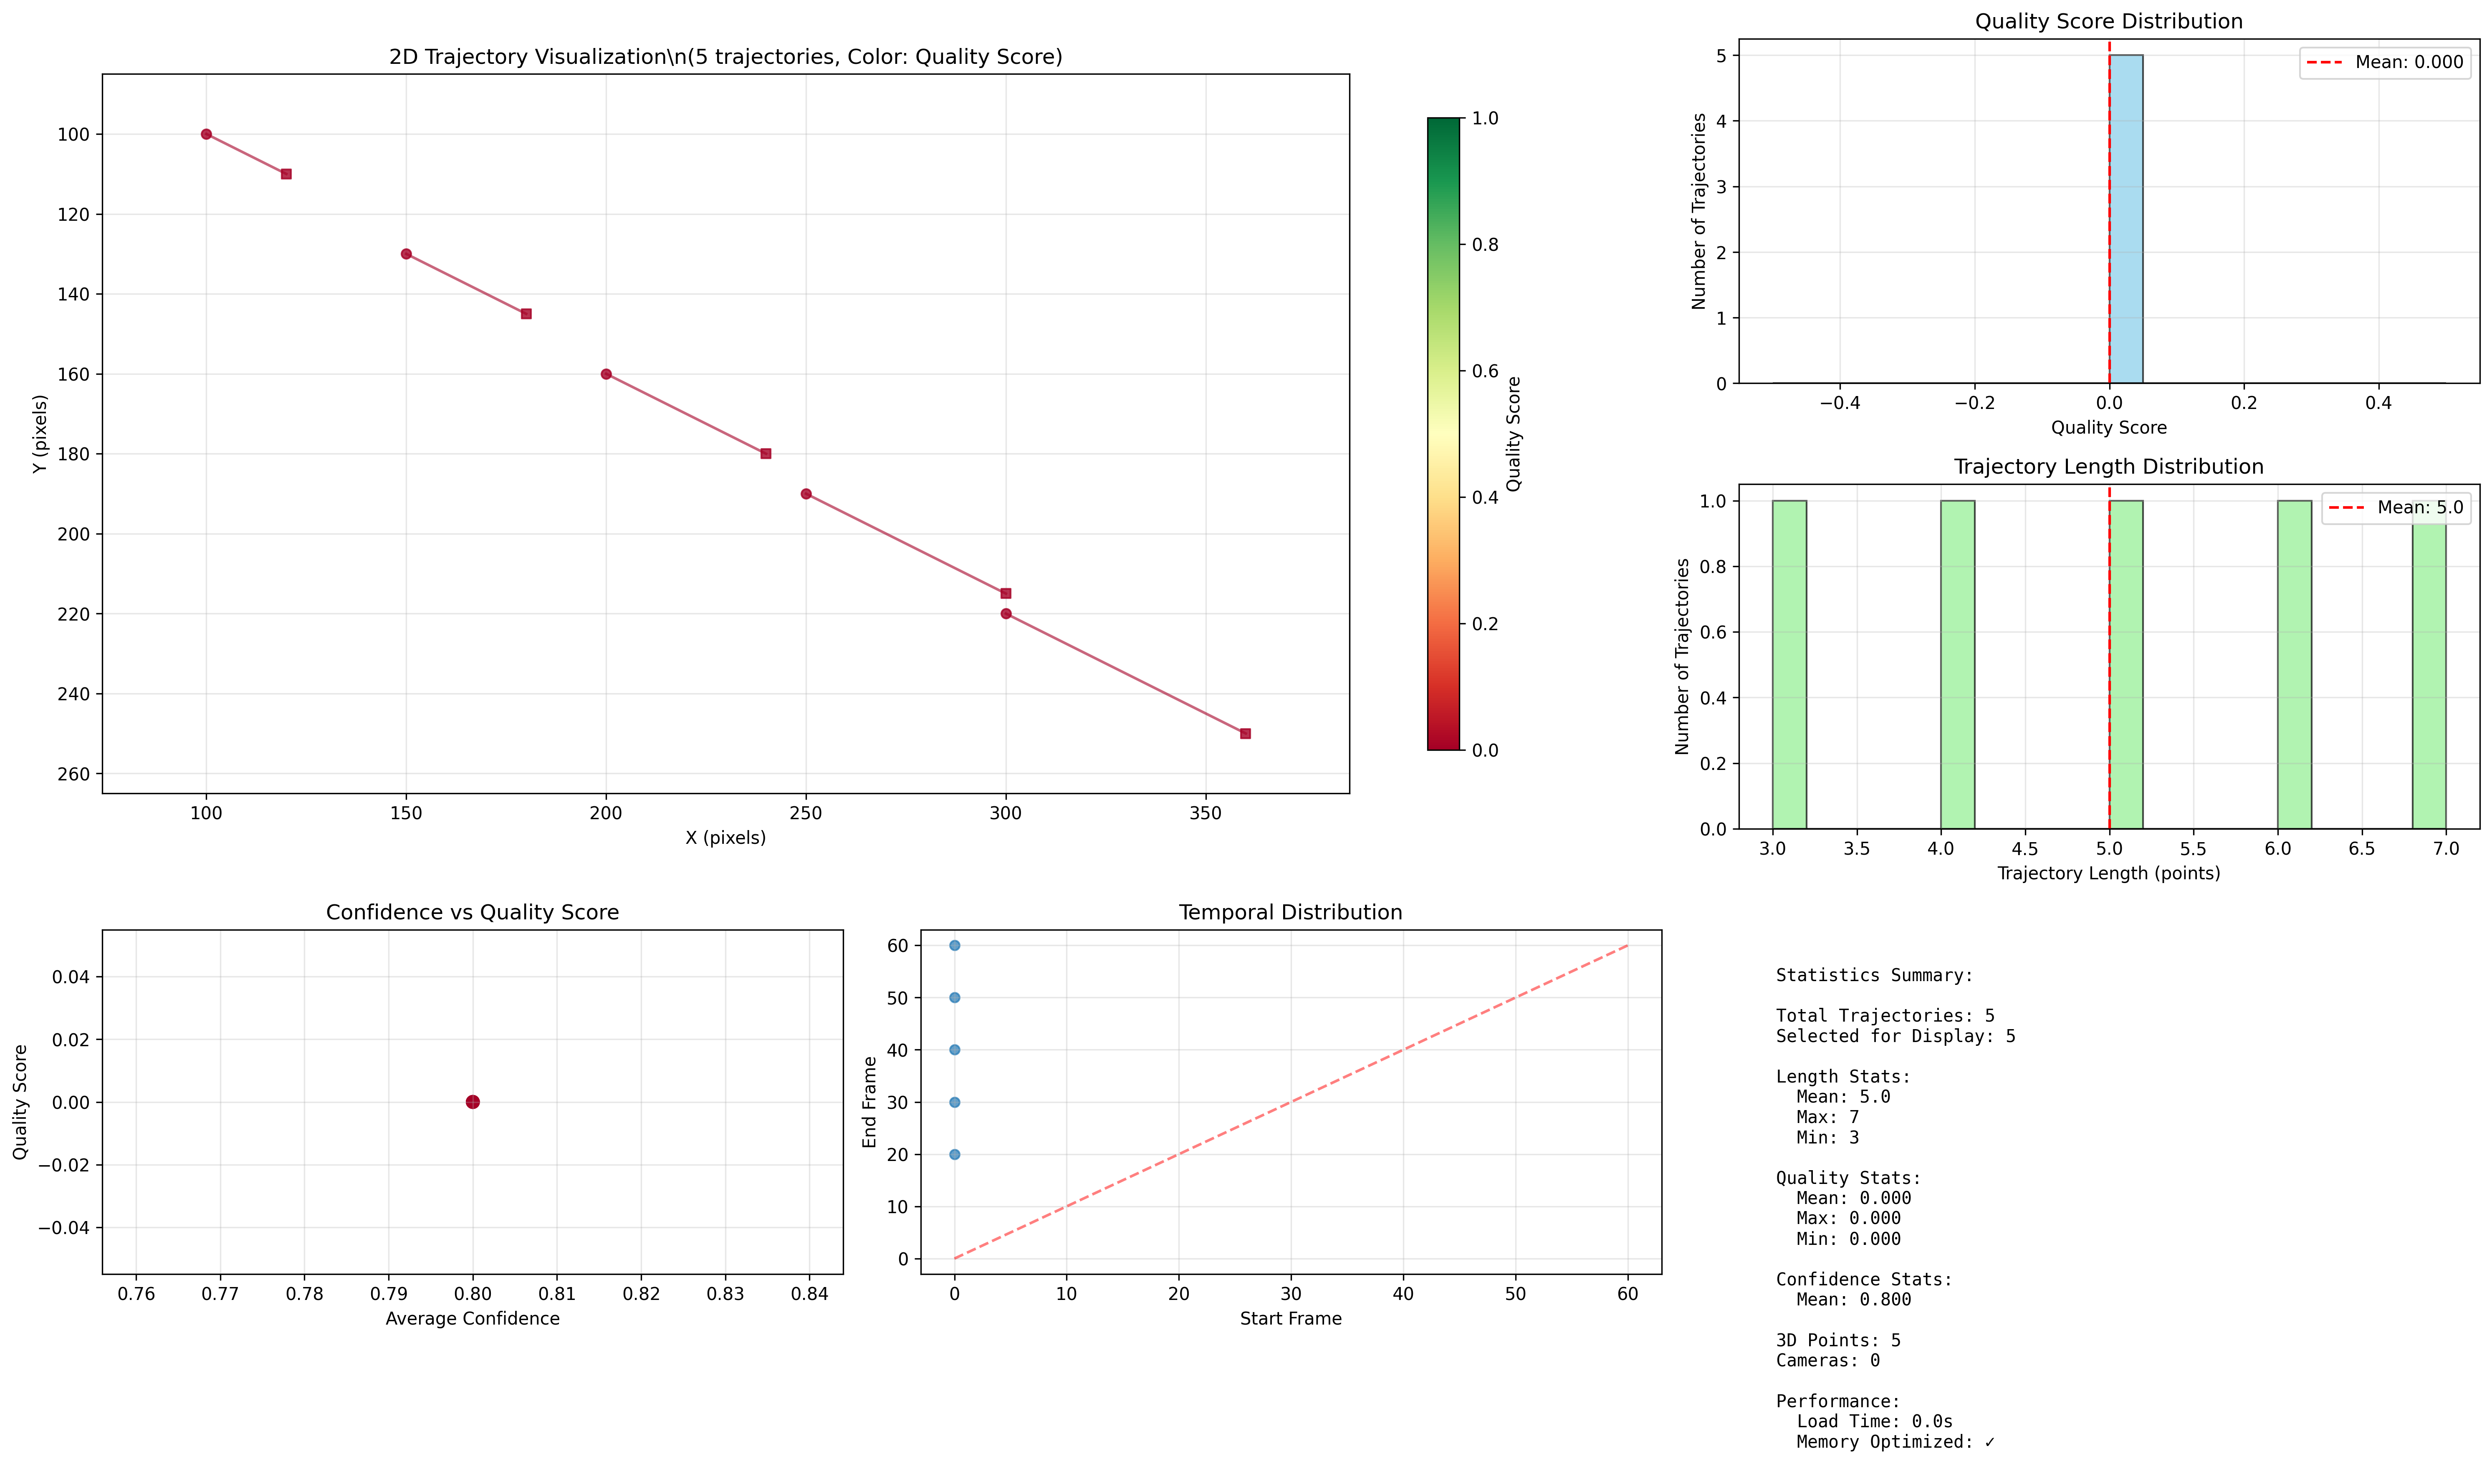 2D Trajectory Visualization\n(5 trajectories, Color: Quality Score)
100
120
140
160
180
200
220
240
260
Y (pixels)
100
150
200
250
300
350
X (pixels)
1.0
0.8
0.6
0.4
0.2
0.0
Quality Score
Quality Score Distribution
Mean: 0.000
5
4
3
2
1
0
Number of Trajectories
−0.4
−0.2
0.0
0.2
0.4
Quality Score
Trajectory Length Distribution
Mean: 5.0
1.0
0.8
0.6
0.4
0.2
0.0
Number of Trajectories
3.0
3.5
4.0
4.5
5.0
5.5
6.0
6.5
7.0
Trajectory Length (points)
Confidence vs Quality Score
0.04
0.02
0.00
−0.02
−0.04
Quality Score
0.76
0.77
0.78
0.79
0.80
0.81
0.82
0.83
0.84
Average Confidence
Temporal Distribution
60
50
40
30
20
10
0
End Frame
0
10
20
30
40
50
60
Start Frame
Statistics Summary:
Total Trajectories: 5
Selected for Display: 5
Length Stats:
Mean: 5.0
Max: 7
Min: 3
Quality Stats:
Mean: 0.000
Max: 0.000
Min: 0.000
Confidence Stats:
Mean: 0.800
3D Points: 5
Cameras: 0
Performance:
Load Time: 0.0s
Memory Optimized: ✓